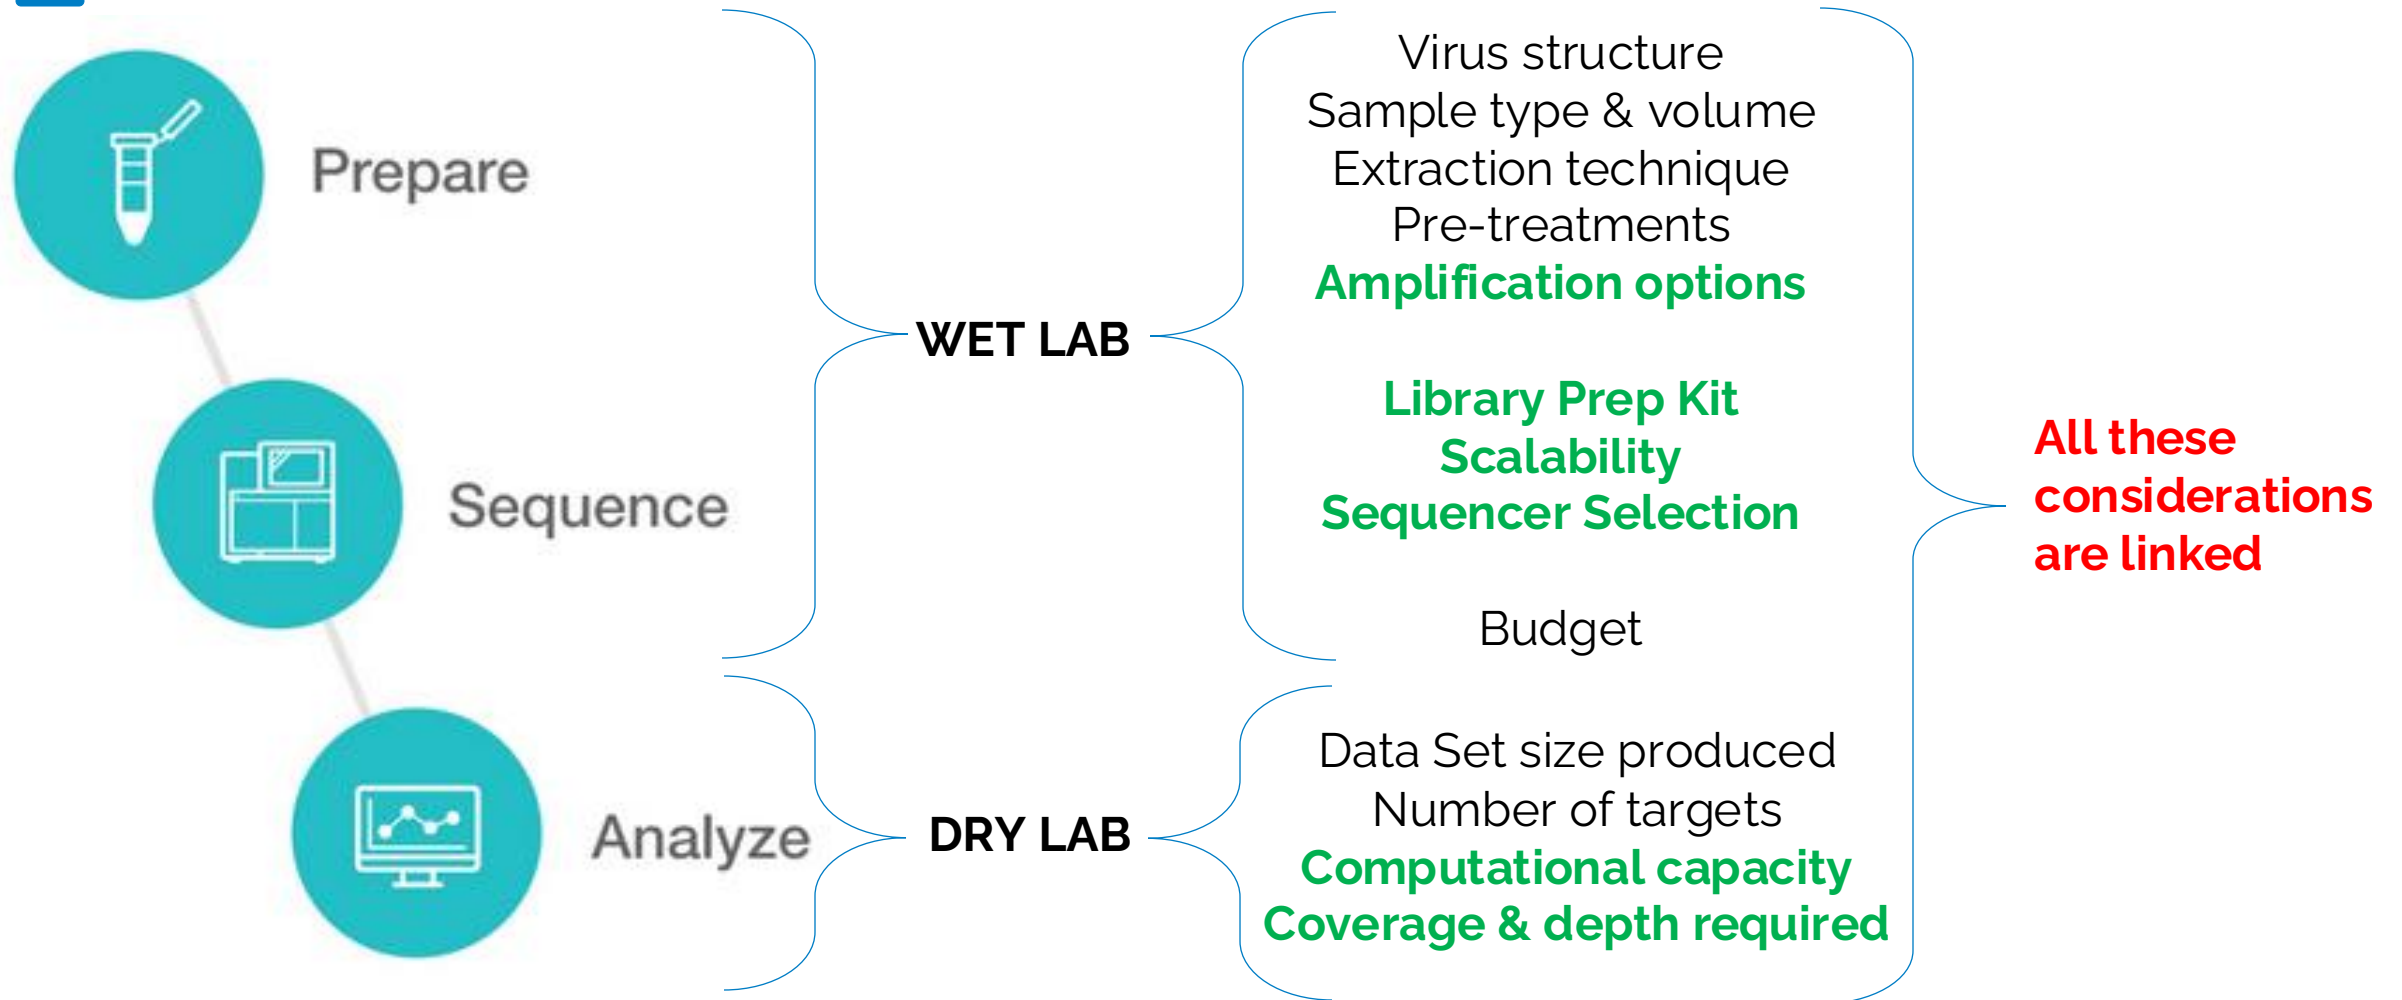 Prepare
Sequence
Analyze
WET LAB
DRY LAB
Virus structure
Sample type & volume
Extraction technique
Pre-treatments
Amplification options
Library Prep Kit
Scalability
Sequencer Selection
Budget
Data Set size produced
Number of targets
Computational capacity
Coverage & depth required
All these
considerations
are linked